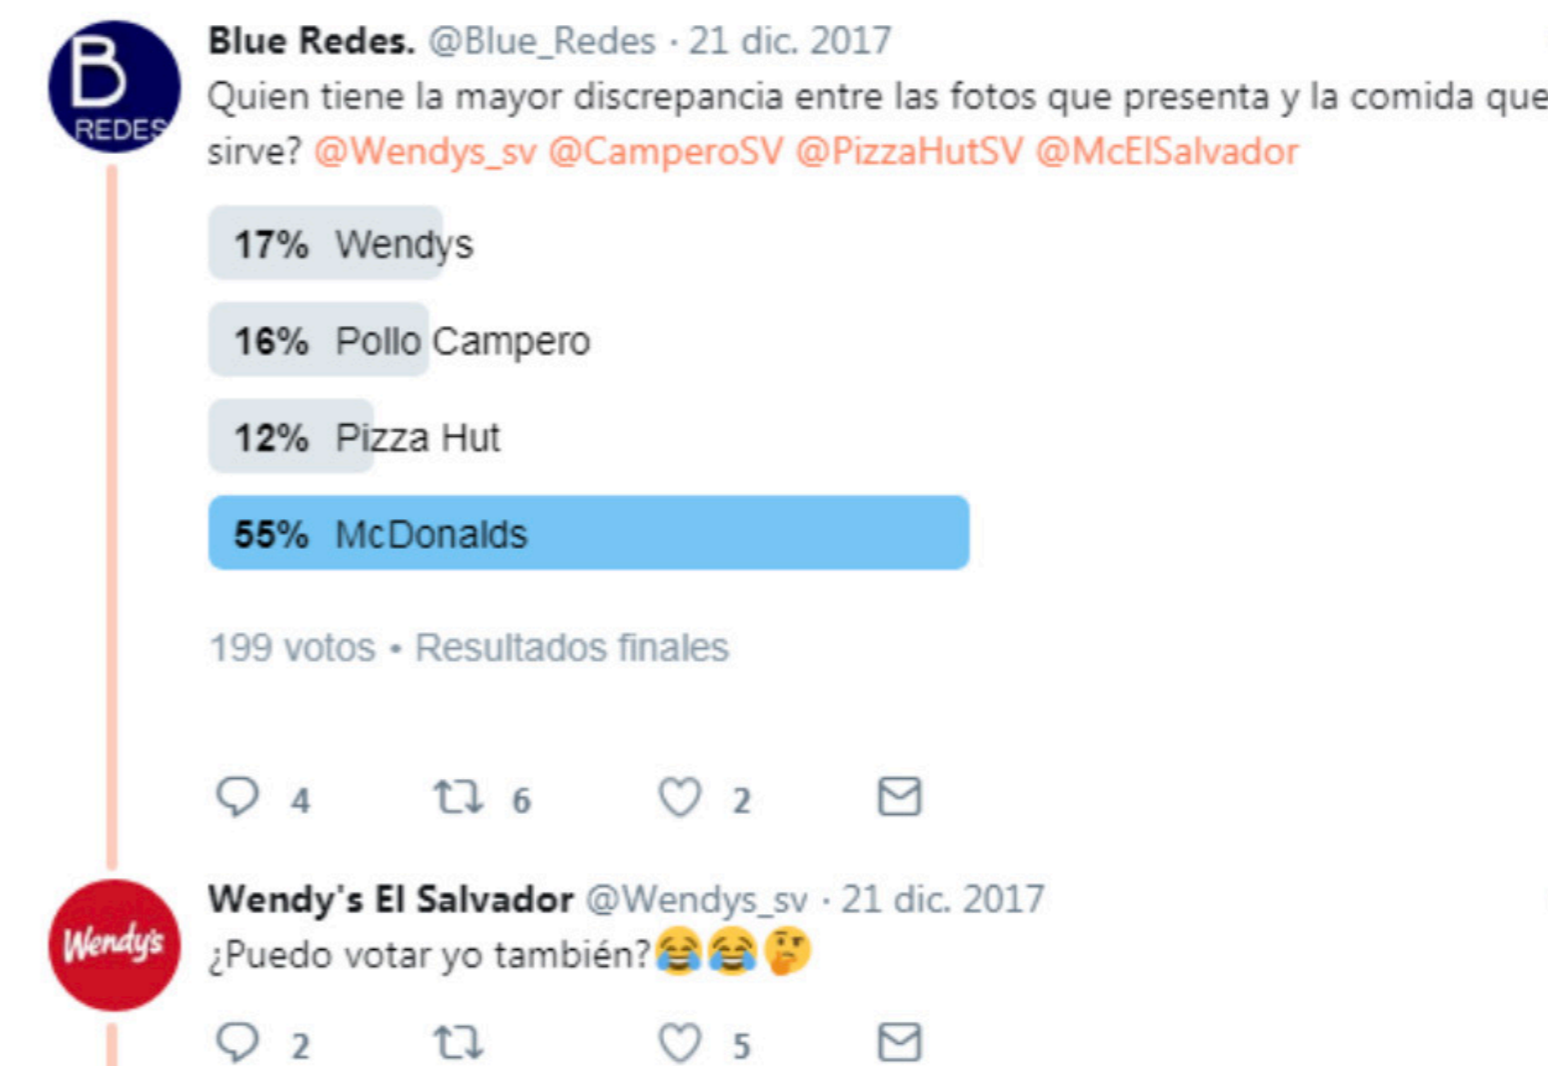 B
REDES
Blue Redes. @Blue_Redes · 21 dic. 2017
Quien tiene la mayor discrepancia entre las fotos que presenta y la comida que
sirve? @Wendys_sv @CamperoSV @PizzaHutSV @McElSalvador
17% Wendys
16% Pollo Campero
12% Pizza Hut
55% McDonalds
199 votos • Resultados finales
4 6 2
Wendy's
Wendy's El Salvador @Wendys_sv · 21 dic. 2017
¿Puedo votar yo también?😂😂🤔
2 5